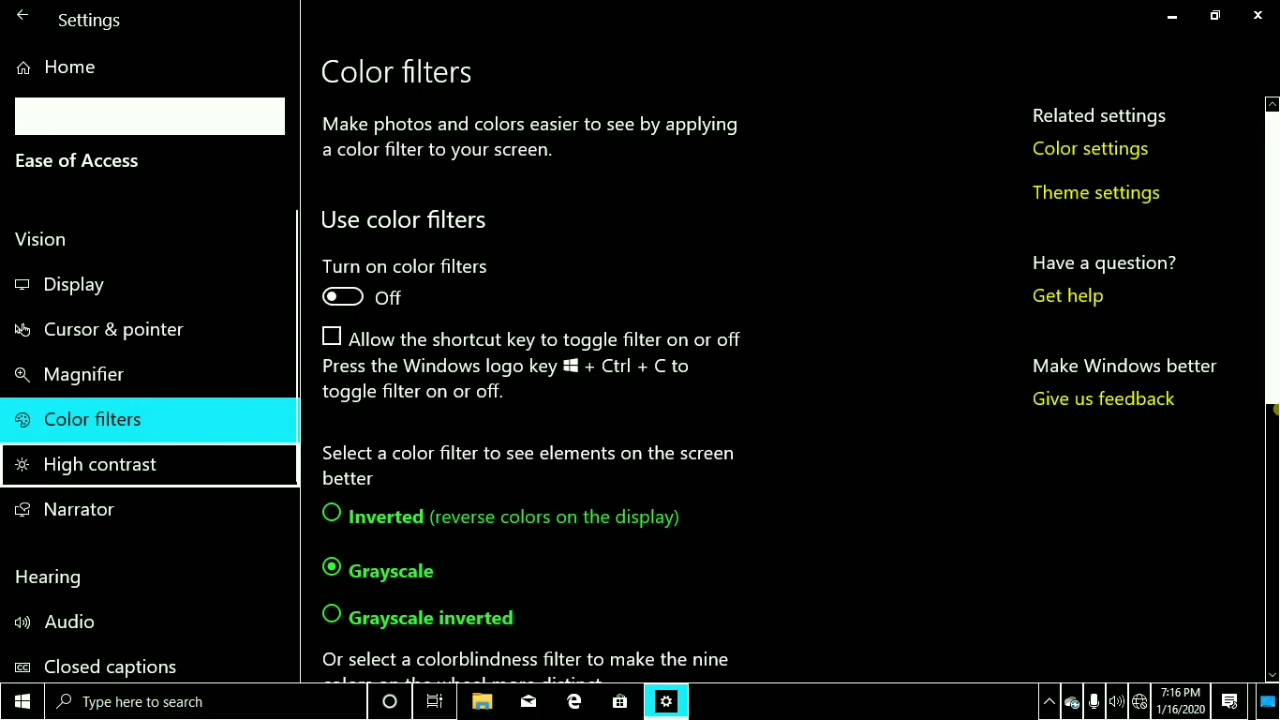 Settings
Home
Ease of Access
Vision
Display
Cursor & pointer
Magnifier
Color filters
High contrast
Narrator
Hearing
Audio
Closed captions
Color filters
Make photos and colors easier to see by applying
a color filter to your screen.
Use color filters
Turn on color filters
Off
Allow the shortcut key to toggle filter on or off
Press the Windows logo key + Ctrl + C to
toggle filter on or off.
Select a color filter to see elements on the screen
better
Inverted (reverse colors on the display)
Grayscale
Grayscale inverted
Or select a colorblindness filter to make the nine
colors on the wheel more distinct
Related settings
Color settings
Theme settings
Have a question?
Get help
Make Windows better
Give us feedback
Type here to search
7:16 PM
1/16/2020